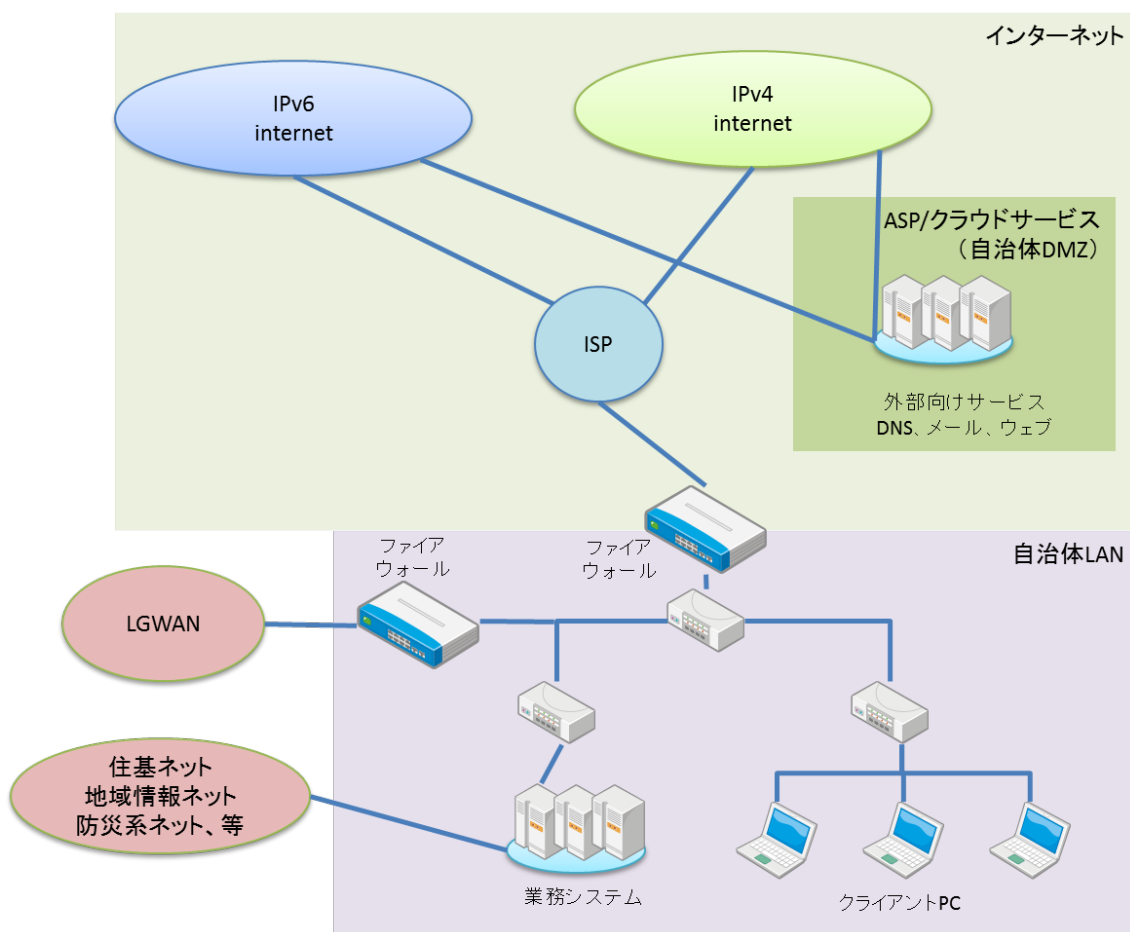 インターネット
IPv6
internet
IPv4
internet
ASP/クラウドサービス
（自治体DMZ）
ISP
外部向けサービス
DNS、メール、ウェブ
ファイア
ウォール
ファイア
ウォール
自治体LAN
LGWAN
住基ネット
地域情報ネット
防災系ネット、等
業務システム
クライアントPC